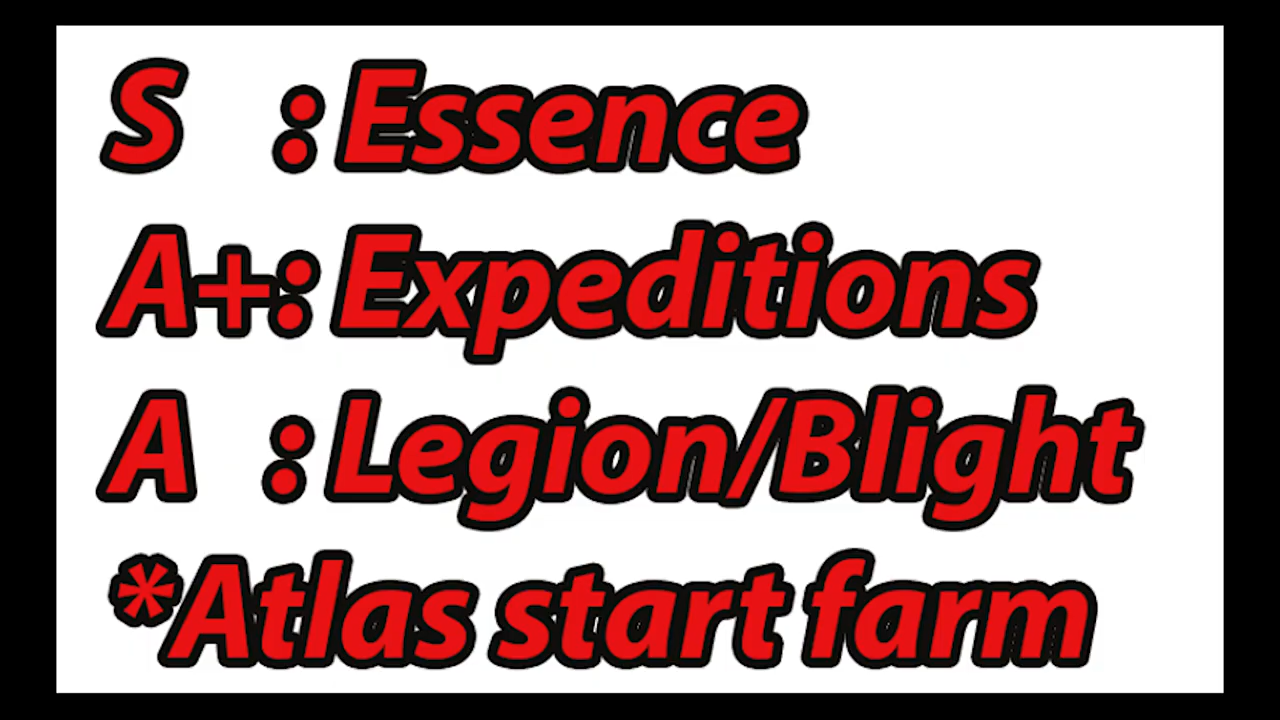 S : Essence
A+: Expeditions
A : Legion/Blight
*Atlas start farm